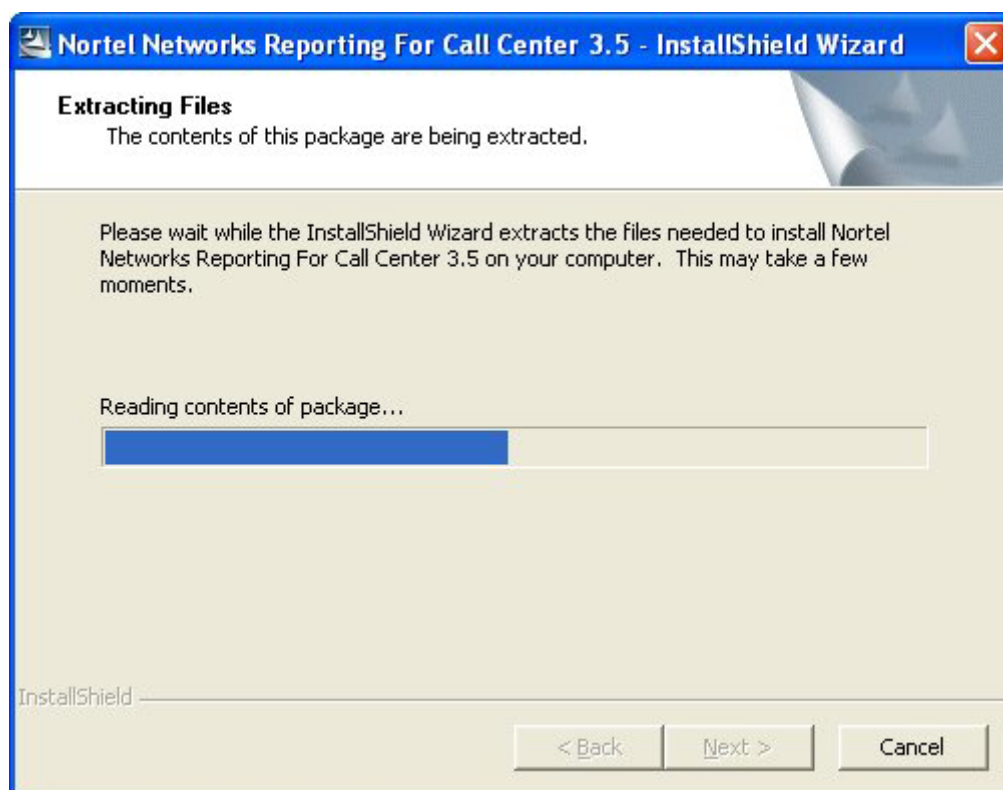 Nortel Networks Reporting For Call Center 3.5 - InstallShield Wizard
Extracting Files
The contents of this package are being extracted.
Please wait while the InstallShield Wizard extracts the files needed to install Nortel
Networks Reporting For Call Center 3.5 on your computer.  This may take a few
moments.
Reading contents of package...
InstallShield
< Back
Next >
Cancel